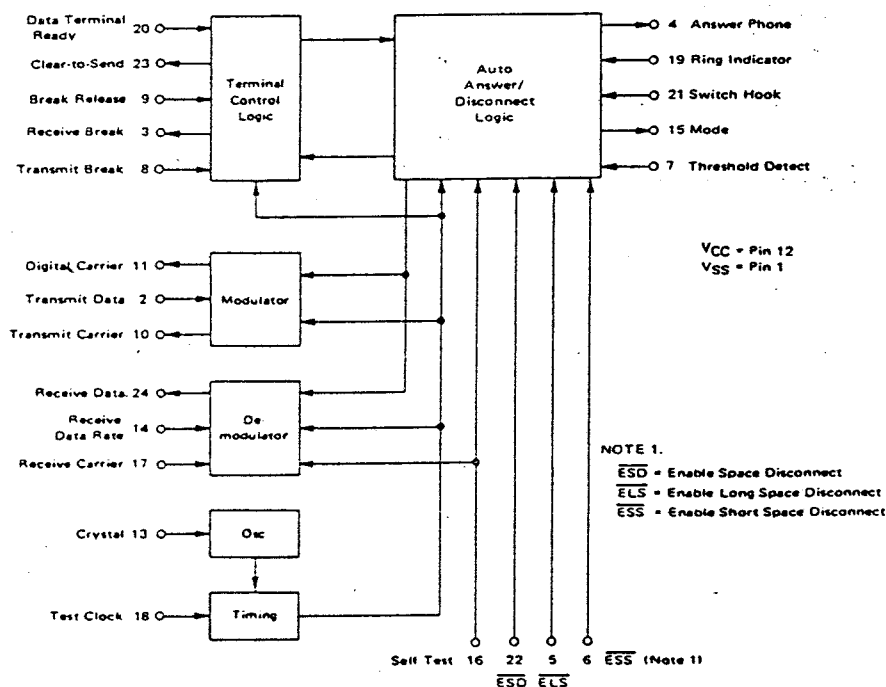 Data Terminal Ready 20
Clear-to-Send 23
Break Release 9
Receive Break 3
Transmit Break 8
Terminal
Control
Logic
Auto
Answer/
Disconnect
Logic
4 Answer Phone
19 Ring Indicator
21 Switch Hook
15 Mode
7 Threshold Detect
VCC = Pin 12
VSS = Pin 1
Digital Carrier 11
Transmit Data 2
Transmit Carrier 10
Modulator
Receive Data 24
Receive Data Rate 14
Receive Carrier 17
De-
modulator
NOTE 1.
ESD = Enable Space Disconnect
ELS = Enable Long Space Disconnect
ESS = Enable Short Space Disconnect
Crystal 13
Osc
Test Clock 18
Timing
Self Test 16 22 5 6 ESS (Note 1)
ESD ELS